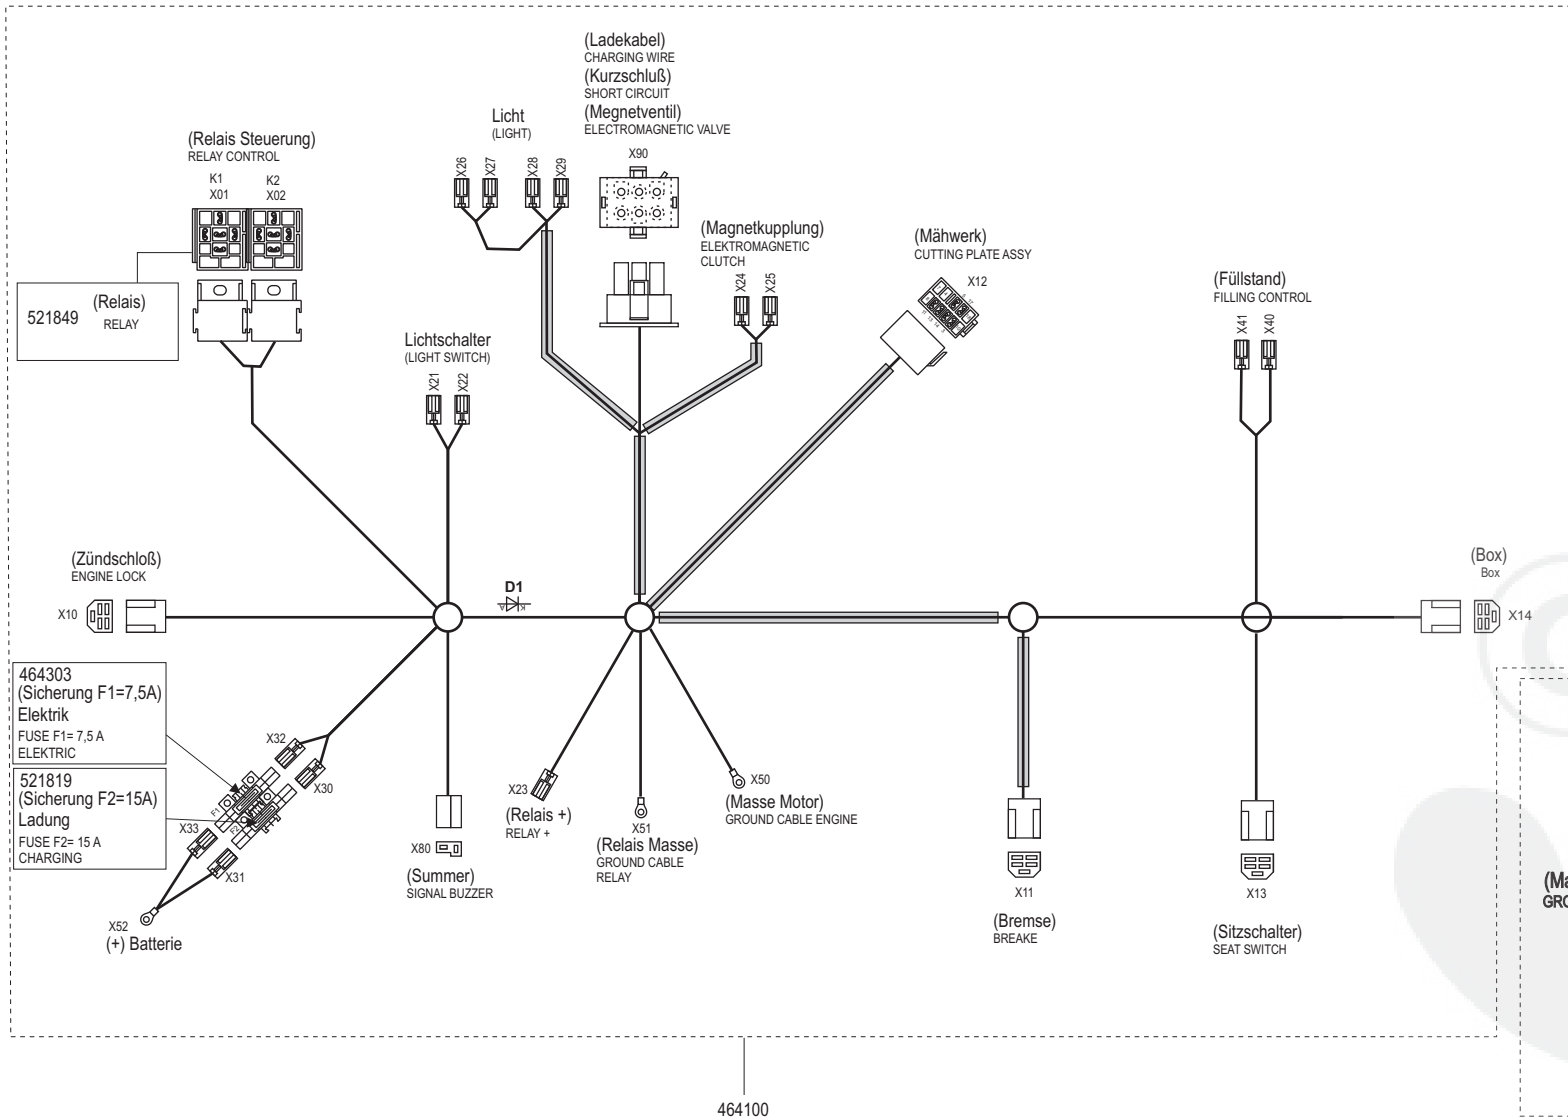 (Ladekabel)
CHARGING WIRE
(Kurzschluß)
SHORT CIRCUIT
(Megnetventil)
ELECTROMAGNETIC VALVE
X90
Licht
(LIGHT)
X26
X27
X28
X29
(Relais Steuerung)
RELAY CONTROL
K1
X01
K2
X02
521849
(Relais)
RELAY
(Magnetkupplung)
ELEKTROMAGNETIC
CLUTCH
X24
X25
(Mähwerk)
CUTTING PLATE ASSY
X12
(Füllstand)
FILLING CONTROL
X41
X40
Lichtschalter
(LIGHT SWITCH)
X21
X22
(Zündschloß)
ENGINE LOCK
X10
D1
A
K
(Box)
Box
X14
464303
(Sicherung F1=7,5A)
Elektrik
FUSE F1= 7,5 A
ELEKTRIC
521819
(Sicherung F2=15A)
Ladung
FUSE F2= 15 A
CHARGING
X32
X30
F1
F2
X33
X31
X52
(+) Batterie
X80
(Summer)
SIGNAL BUZZER
X23
(Relais +)
RELAY +
X51
(Relais Masse)
GROUND CABLE
RELAY
X50
(Masse Motor)
GROUND CABLE ENGINE
X11
(Bremse)
BREAKE
X13
(Sitzschalter)
SEAT SWITCH
(Ma
GRO
464100